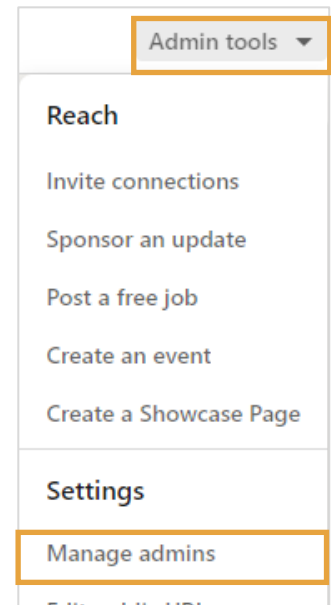 Admin tools
Reach
Invite connections
Sponsor an update
Post a free job
Create an event
Create a Showcase Page
Settings
Manage admins